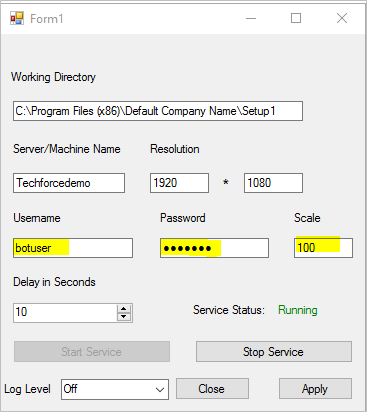 Form1
Working Directory
C:\Program Files (x86)\Default Company Name\Setup1
Server/Machine Name Resolution
Techforcedemo 1920 * 1080
Username Password Scale
botuser ●●●●●●● 100
Delay in Seconds
10 Service Status: Running
Start Service Stop Service
Log Level Off Close Apply